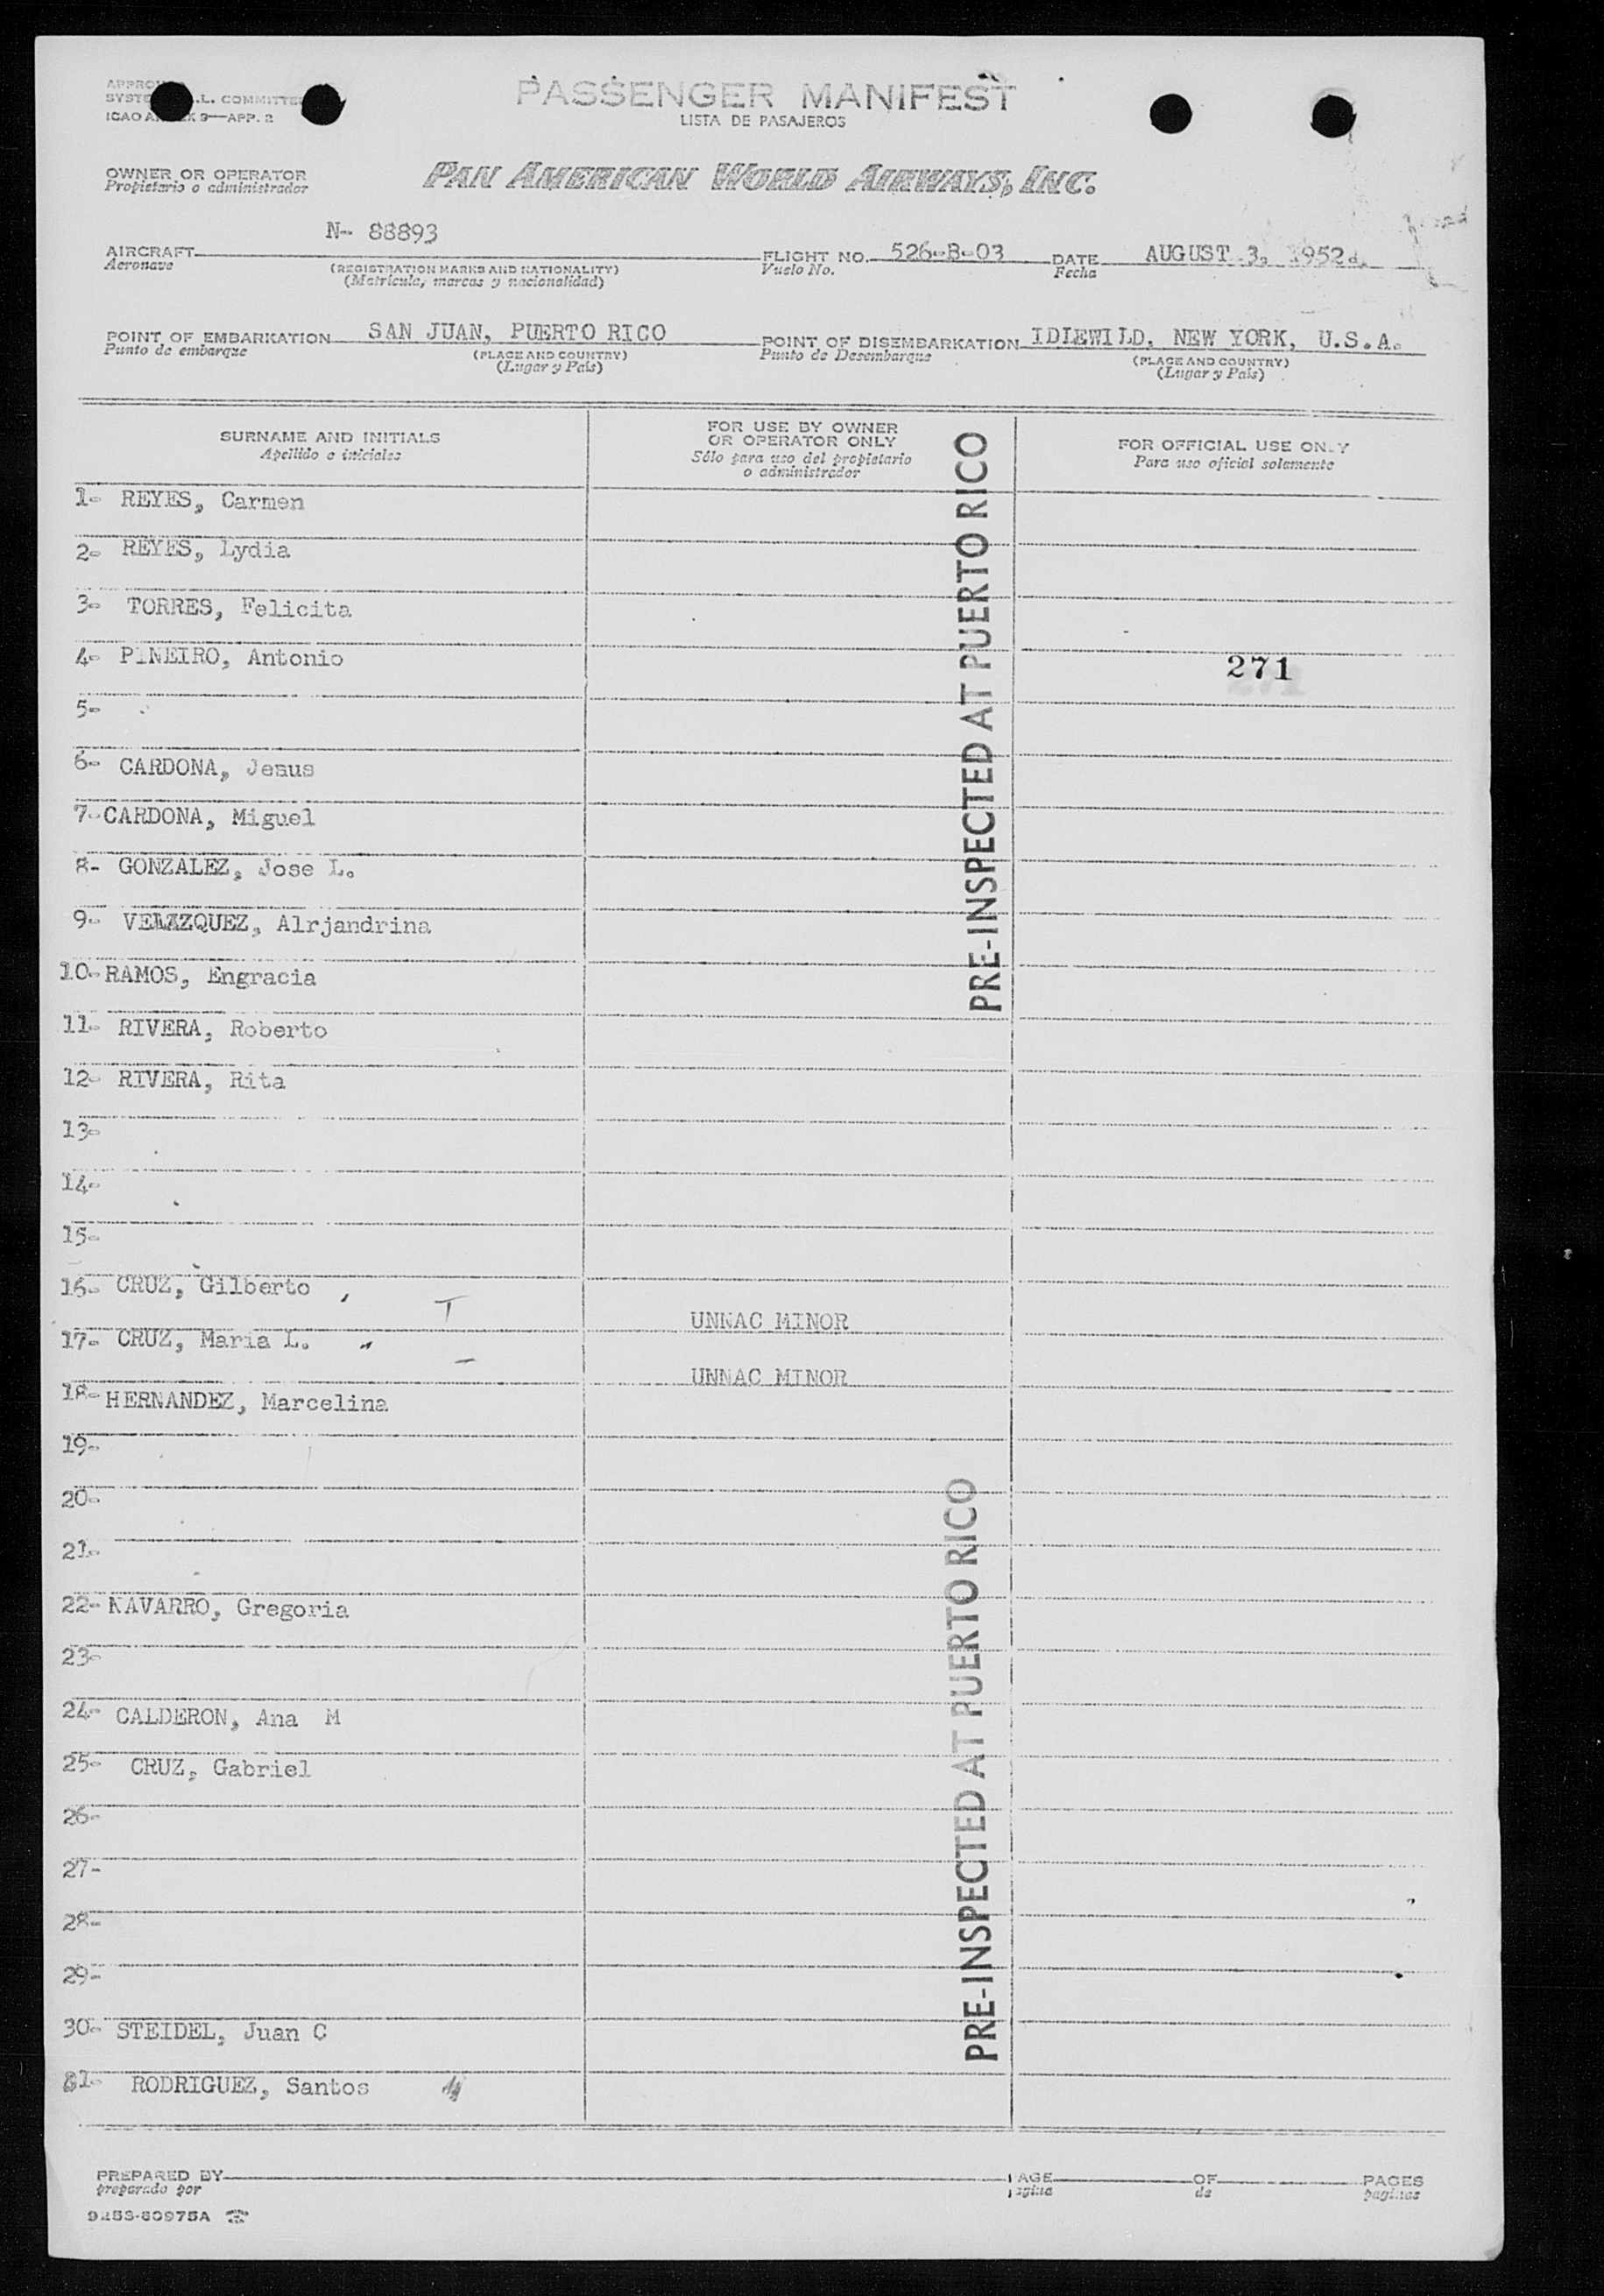 PASSENGER MANIFEST
LISTA DE PASAJEROS
ICAO
APP. 2
OWNER OR OPERATOR
Propietario o administrador
PAN AMERICAN WORLD AIRWAYS, INC.
AIRCRAFT N- 88893
Aeronave
(REGISTRATION MARKS AND NATIONALITY)
(Matricula, marcas y nacionalidad)
FLIGHT NO. 526-B-03
Vuelo No.
DATE AUGUST 3, 1952
Fecha
POINT OF EMBARKATION SAN JUAN, PUERTO RICO
Punto de embarque
(PLACE AND COUNTRY)
(Lugar y País)
POINT OF DISEMBARKATION IDLEWILD, NEW YORK, U.S.A.
Punto de Desembarque
(PLACE AND COUNTRY)
(Lugar y País)
SURNAME AND INITIALS
Apellido e iniciales
FOR USE BY OWNER
OR OPERATOR ONLY
Sólo para uso del propietario
o administrador
FOR OFFICIAL USE ONLY
Para uso oficial solamente
1- REYES, Carmen
2- REYES, Lydia
3- TORRES, Felicita
4- PINEIRO, Antonio
271
5-
6- CARDONA, Jesus
7- CARDONA, Miguel
8- GONZALEZ, Jose L.
9- VELAZQUEZ, Alrjandrina
10- RAMOS, Engracia
11- RIVERA, Roberto
12- RIVERA, Rita
PRE-INSPECTED AT PUERTO RICO
13-
14-
15-
16- CRUZ, Gilberto
UNNAC MINOR
17- CRUZ, Maria L.
UNNAC MINOR
18- HERNANDEZ, Marcelina
19-
20-
21-
22- NAVARRO, Gregoria
23-
24- CALDERON, Ana M
25- CRUZ, Gabriel
26-
27-
28-
29-
30- STEIDEL, Juan C
31- RODRIGUEZ, Santos
PRE-INSPECTED AT PUERTO RICO
PREPARED BY
preparado por
PAGE OF PAGES
pagina de paginas